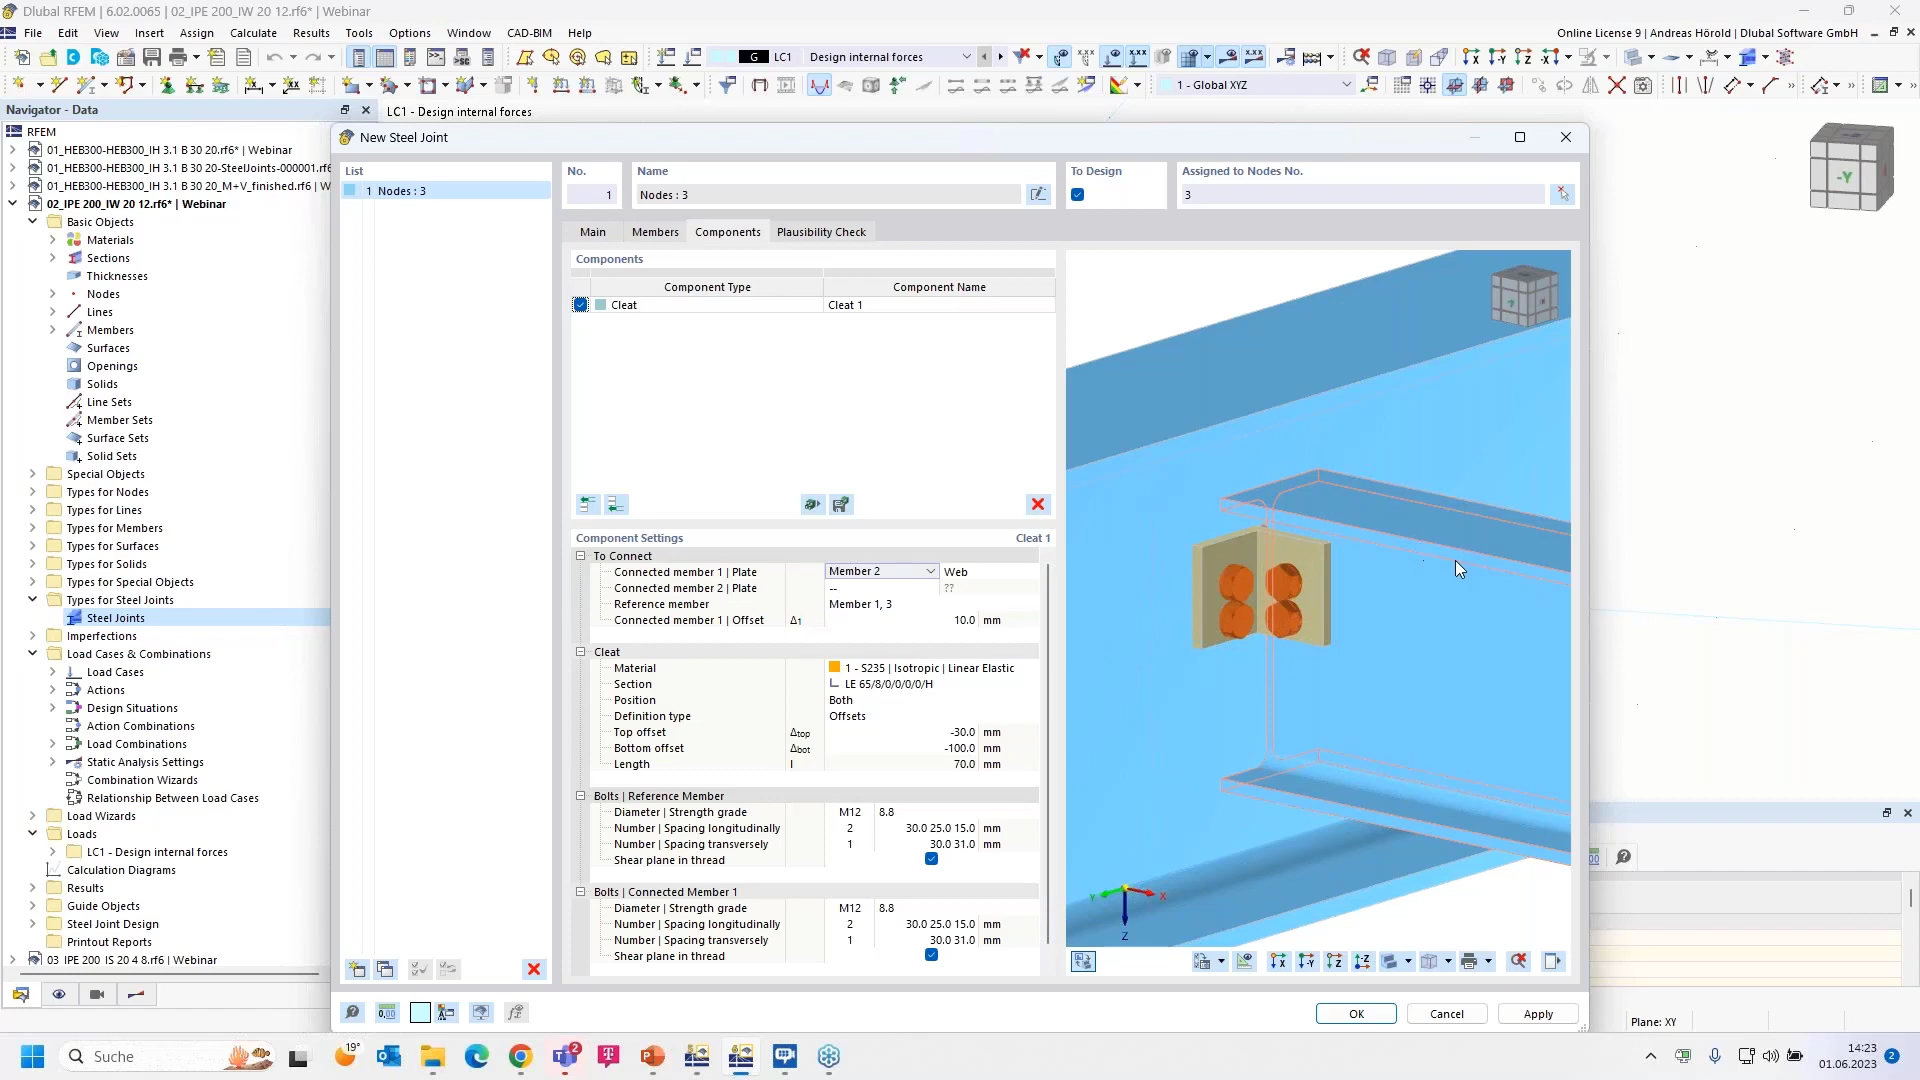 Dlubal RFEM | 6.02.0065 | 02_IPE 200_IW 20 12.rf6* | Webinar
File Edit View Insert Assign Calculate Results Tools Options Window CAD-BIM Help
Online License 9 | Andreas Hörold | Dlubal Software GmbH
G LC1 Design internal forces
1 - Global XYZ
Navigator - Data
LC1 - Design internal forces
RFEM
01_HEB300-HEB300_IH 3.1 B 30 20.rf6* | Webinar
01_HEB300-HEB300_IH 3.1 B 30 20-SteelJoints-000001.rf6
01_HEB300-HEB300_IH 3.1 B 30 20_M+V_finished.rf6 | W
02_IPE 200_IW 20 12.rf6* | Webinar
Basic Objects
Materials
Sections
Thicknesses
Nodes
Lines
Members
Surfaces
Openings
Solids
Line Sets
Member Sets
Surface Sets
Solid Sets
Special Objects
Types for Nodes
Types for Lines
Types for Members
Types for Surfaces
Types for Solids
Types for Special Objects
Types for Steel Joints
Steel Joints
Imperfections
Load Cases & Combinations
Load Cases
Actions
Design Situations
Action Combinations
Load Combinations
Static Analysis Settings
Combination Wizards
Relationship Between Load Cases
Load Wizards
Loads
LC1 - Design internal forces
Calculation Diagrams
Results
Guide Objects
Steel Joint Design
Printout Reports
03 IPE 200 IS 20 4 8.rf6 | Webinar
New Steel Joint
List
1 Nodes : 3
No.
1
Name
Nodes : 3
To Design
Assigned to Nodes No.
3
Main Members Components Plausibility Check
Components
Component Type Component Name
Cleat Cleat 1
Component Settings Cleat 1
To Connect
Connected member 1 | Plate Member 2 Web
Connected member 2 | Plate -- ??
Reference member Member 1, 3
Connected member 1 | Offset Δ1 10.0 mm
Cleat
Material 1 - S235 | Isotropic | Linear Elastic
Section LE 65/8/0/0/0/0/H
Position Both
Definition type Offsets
Top offset Δtop -30.0 mm
Bottom offset Δbot -100.0 mm
Length l 70.0 mm
Bolts | Reference Member
Diameter | Strength grade M12 8.8
Number | Spacing longitudinally 2 30.0 25.0 15.0 mm
Number | Spacing transversely 1 30.0 31.0 mm
Shear plane in thread
Bolts | Connected Member 1
Diameter | Strength grade M12 8.8
Number | Spacing longitudinally 2 30.0 25.0 15.0 mm
Number | Spacing transversely 1 30.0 31.0 mm
Shear plane in thread
-Y
Y X
Z
OK Cancel Apply
Plane: XY
Suche
19°
2
14:23
01.06.2023
2